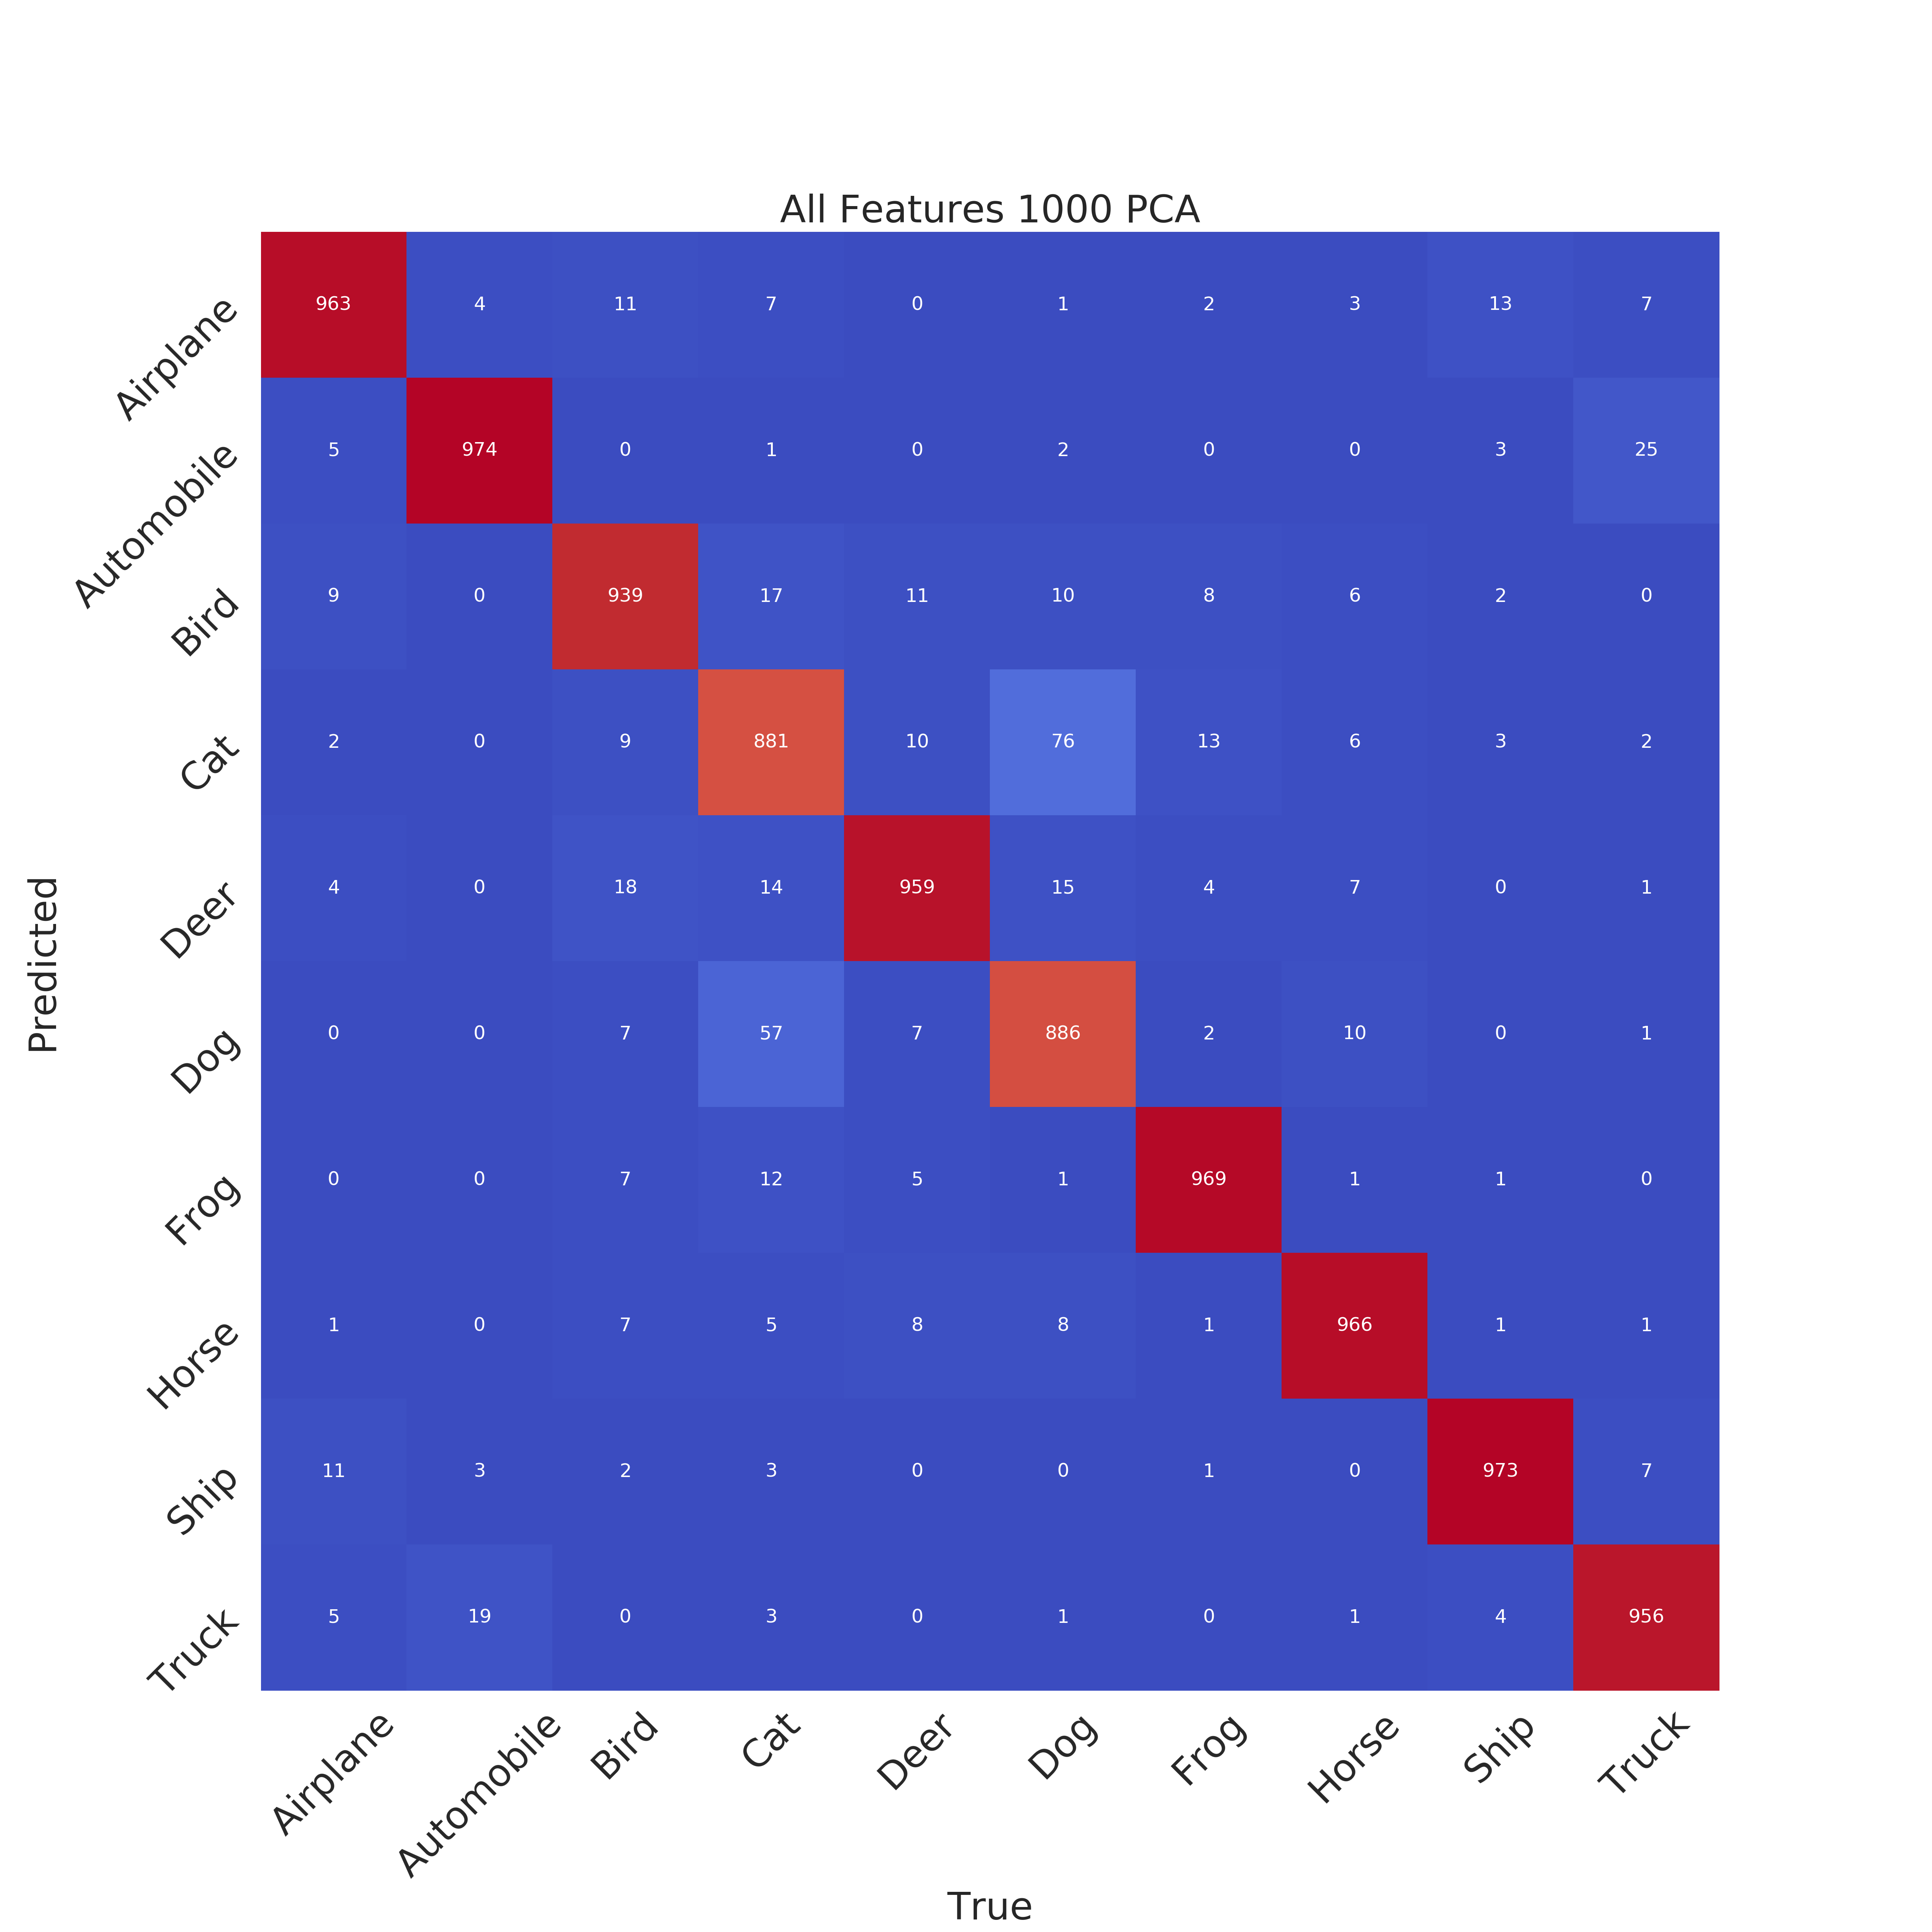 All Features 1000 PCA
Airplane 963 4 11 7 0 1 2 3 13 7
Automobile 5 974 0 1 0 2 0 0 3 25
Bird 9 0 939 17 11 10 8 6 2 0
Cat 2 0 9 881 10 76 13 6 3 2
Deer 4 0 18 14 959 15 4 7 0 1
Dog 0 0 7 57 7 886 2 10 0 1
Frog 0 0 7 12 5 1 969 1 1 0
Horse 1 0 7 5 8 8 1 966 1 1
Ship 11 3 2 3 0 0 1 0 973 7
Truck 5 19 0 3 0 1 0 1 4 956
Predicted
Airplane Automobile Bird Cat Deer Dog Frog Horse Ship Truck
True